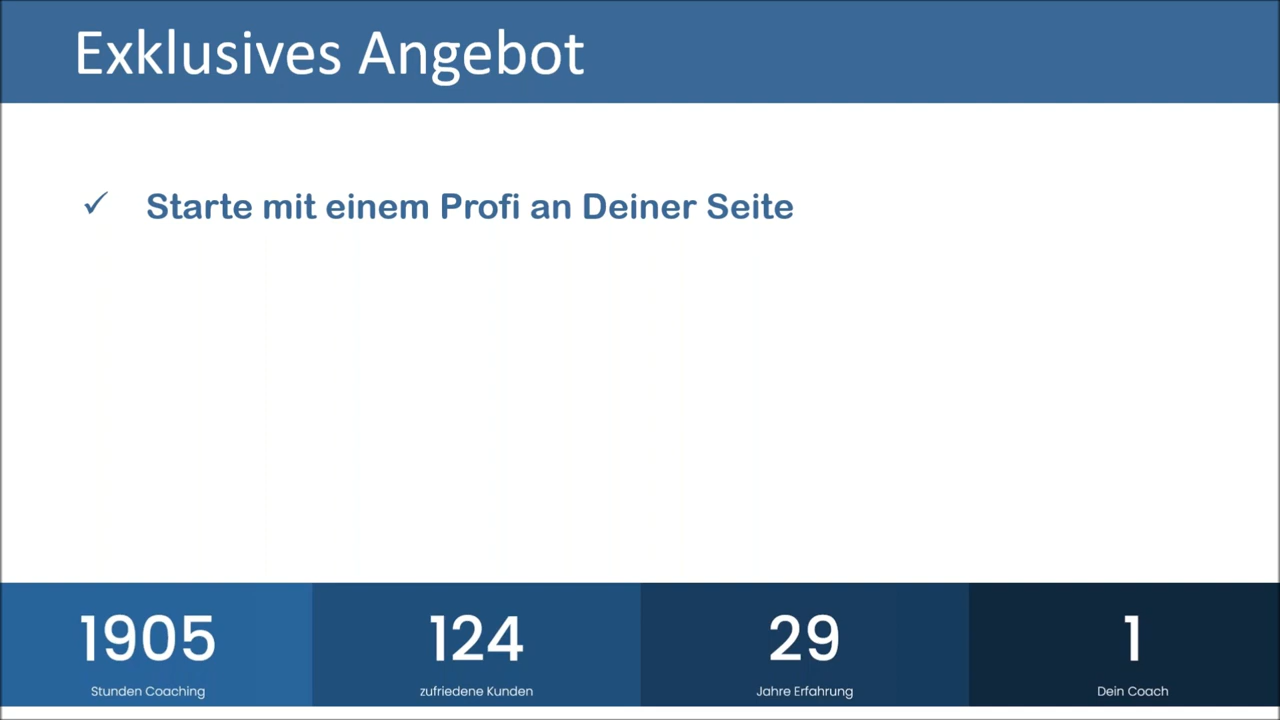 Exklusives Angebot
✓ Starte mit einem Profi an Deiner Seite
1905 124 29 1
Stunden Coaching zufriedene Kunden Jahre Erfahrung Dein Coach